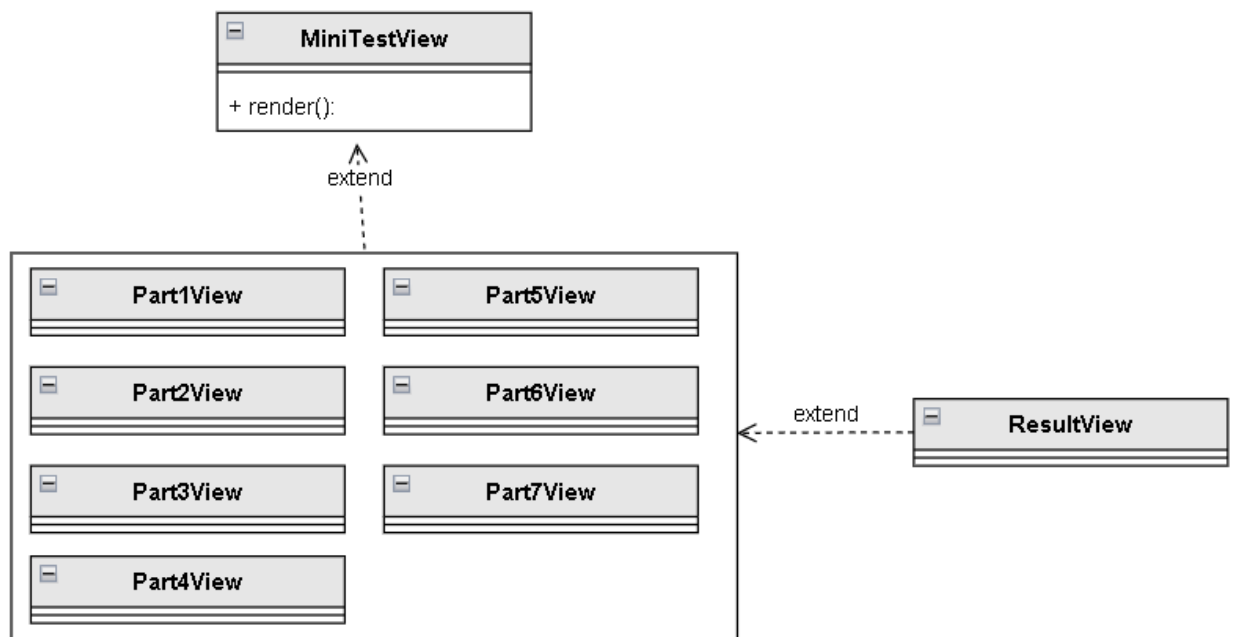 MiniTestView
+ render():
extend
Part1View
Part5View
Part2View
Part6View
extend
ResultView
Part3View
Part7View
Part4View